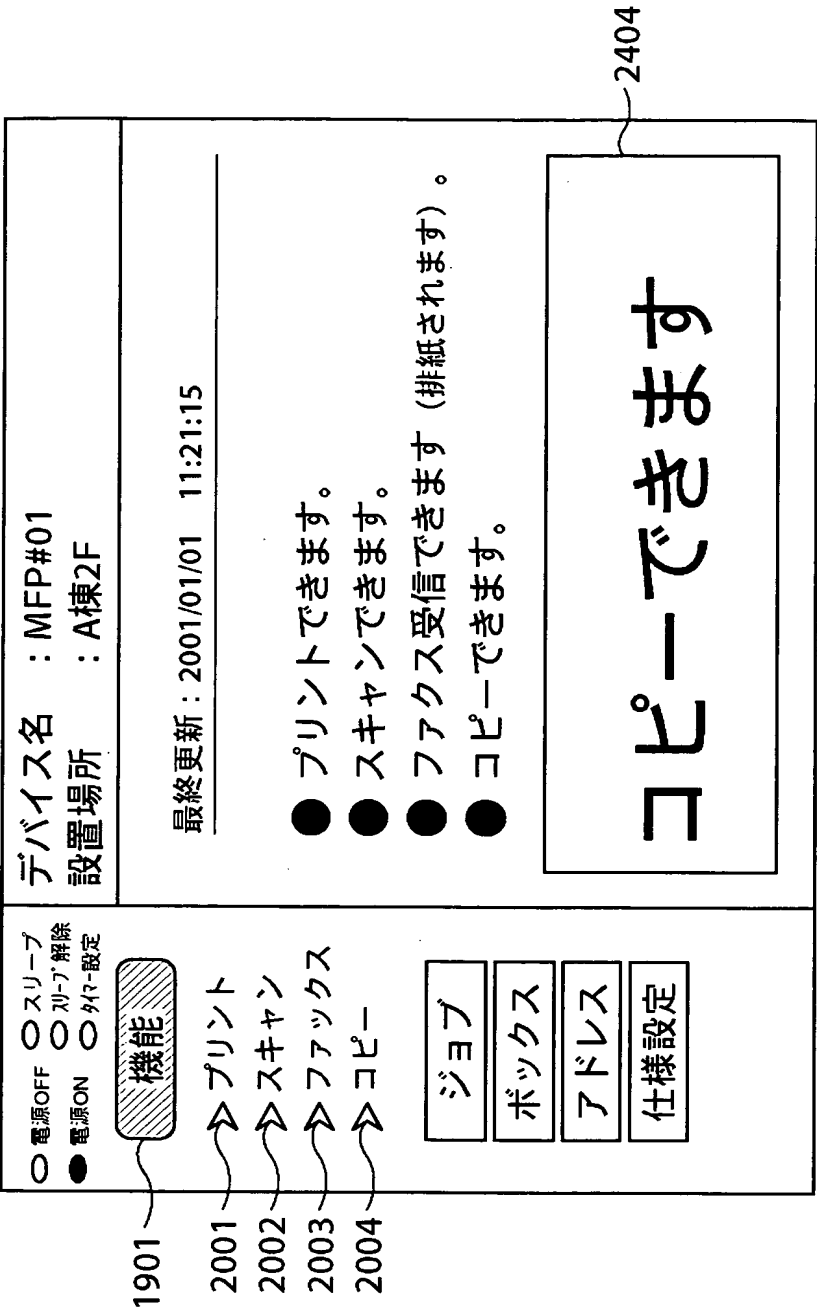 電源OFF スリープ
電源ON スリープ解除
タイマー設定
デバイス名 : MFP#01
設置場所 : A棟2F
1901
機能
2001
プリント
2002
スキャン
2003
ファックス
2004
コピー
ジョブ
ボックス
アドレス
仕様設定
最終更新 : 2001/01/01 11:21:15
● プリントできます。
● スキャンできます。
● ファクス受信できます (排紙されます) 。
● コピーできます。
コピーできます
2404